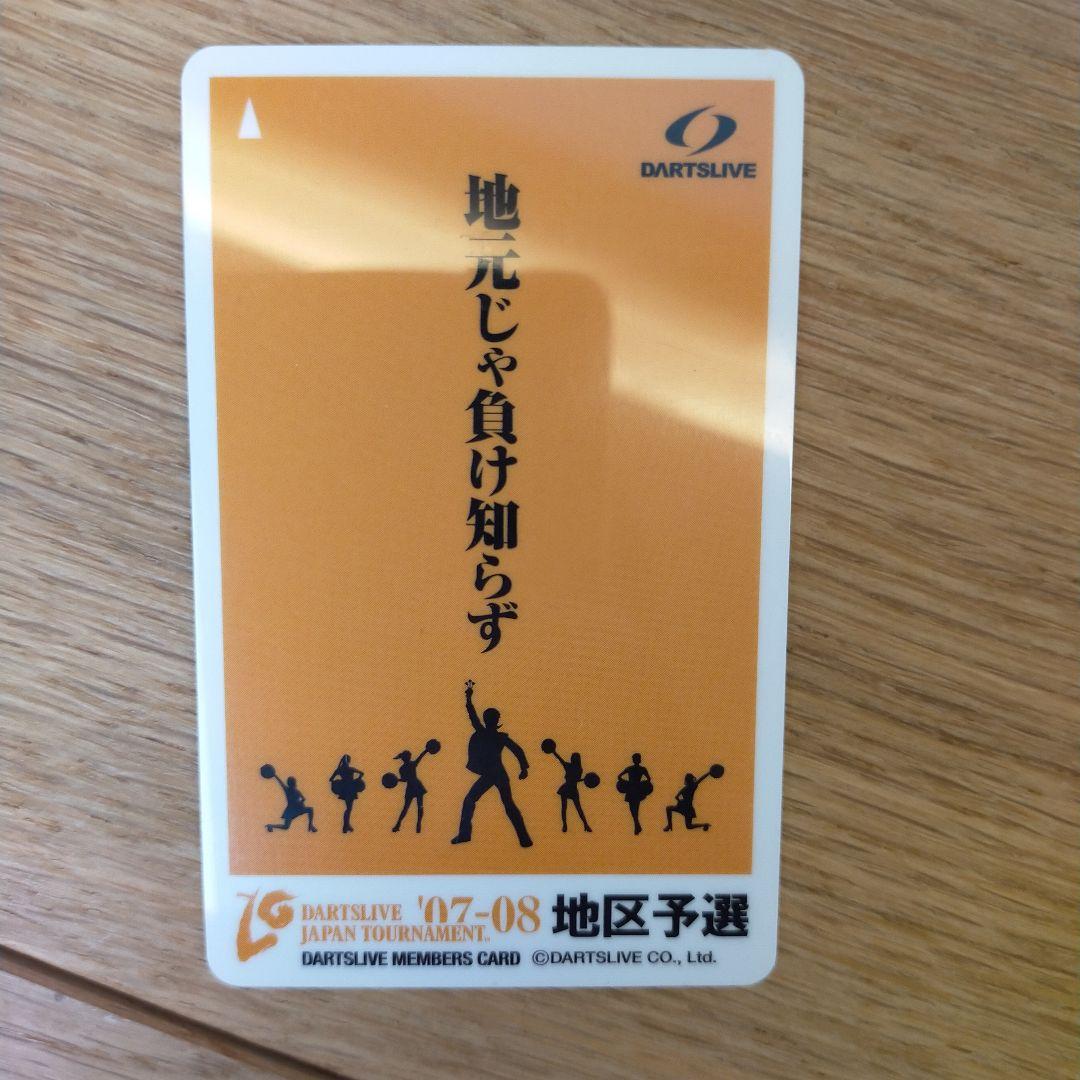 DARTSLIVE
地元じゃ負け知らず
DARTSLIVE '07-08 地区予選
JAPAN TOURNAMENT
DARTSLIVE MEMBERS CARD ©DARTSLIVE CO., Ltd.